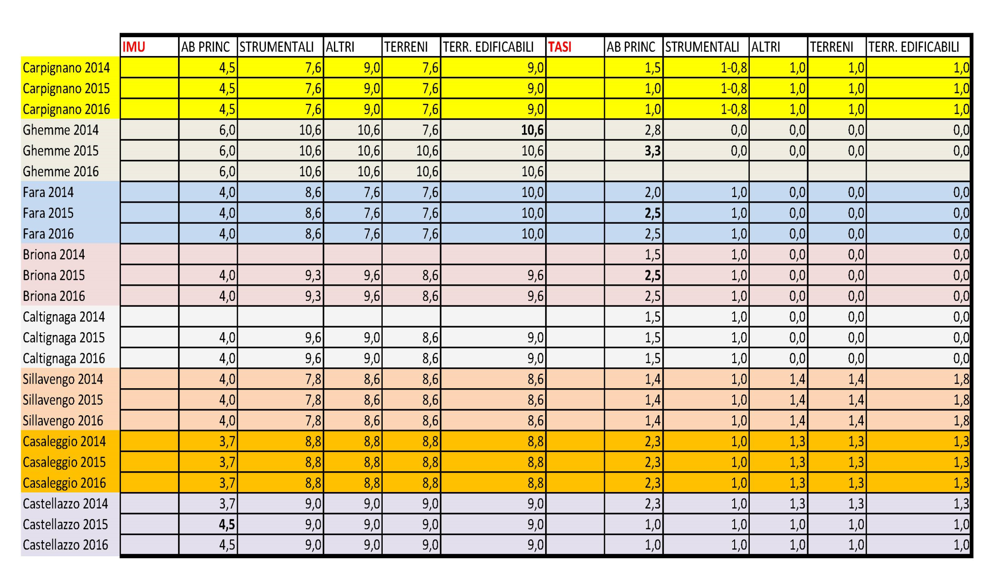 IMU AB PRINC STRUMENTALI ALTRI TERRENI TERR. EDIFICABILI TASI AB PRINC STRUMENTALI ALTRI TERRENI TERR. EDIFICABILI
Carpignano 2014 4,5 7,6 9,0 7,6 9,0 1,5 1-0,8 1,0 1,0 1,0
Carpignano 2015 4,5 7,6 9,0 7,6 9,0 1,0 1-0,8 1,0 1,0 1,0
Carpignano 2016 4,5 7,6 9,0 7,6 9,0 1,0 1-0,8 1,0 1,0 1,0
Ghemme 2014 6,0 10,6 10,6 7,6 10,6 2,8 0,0 0,0 0,0 0,0
Ghemme 2015 6,0 10,6 10,6 10,6 10,6 3,3 0,0 0,0 0,0 0,0
Ghemme 2016 6,0 10,6 10,6 10,6 10,6
Fara 2014 4,0 8,6 7,6 7,6 10,0 2,0 1,0 0,0 0,0 0,0
Fara 2015 4,0 8,6 7,6 7,6 10,0 2,5 1,0 0,0 0,0 0,0
Fara 2016 4,0 8,6 7,6 7,6 10,0 2,5 1,0 0,0 0,0 0,0
Briona 2014 1,5 1,0 0,0 0,0 0,0
Briona 2015 4,0 9,3 9,6 8,6 9,6 2,5 1,0 0,0 0,0 0,0
Briona 2016 4,0 9,3 9,6 8,6 9,6 2,5 1,0 0,0 0,0 0,0
Caltignaga 2014 1,5 1,0 0,0 0,0 0,0
Caltignaga 2015 4,0 9,6 9,0 8,6 9,0 1,5 1,0 0,0 0,0 0,0
Caltignaga 2016 4,0 9,6 9,0 8,6 9,0 1,5 1,0 0,0 0,0 0,0
Sillavengo 2014 4,0 7,8 8,6 8,6 8,6 1,4 1,0 1,4 1,4 1,8
Sillavengo 2015 4,0 7,8 8,6 8,6 8,6 1,4 1,0 1,4 1,4 1,8
Sillavengo 2016 4,0 7,8 8,6 8,6 8,6 1,4 1,0 1,4 1,4 1,8
Casaleggio 2014 3,7 8,8 8,8 8,8 8,8 2,3 1,0 1,3 1,3 1,3
Casaleggio 2015 3,7 8,8 8,8 8,8 8,8 2,3 1,0 1,3 1,3 1,3
Casaleggio 2016 3,7 8,8 8,8 8,8 8,8 2,3 1,0 1,3 1,3 1,3
Castellazzo 2014 3,7 9,0 9,0 9,0 9,0 2,3 1,0 1,3 1,3 1,3
Castellazzo 2015 4,5 9,0 9,0 9,0 9,0 1,0 1,0 1,0 1,0 1,0
Castellazzo 2016 4,5 9,0 9,0 9,0 9,0 1,0 1,0 1,0 1,0 1,0